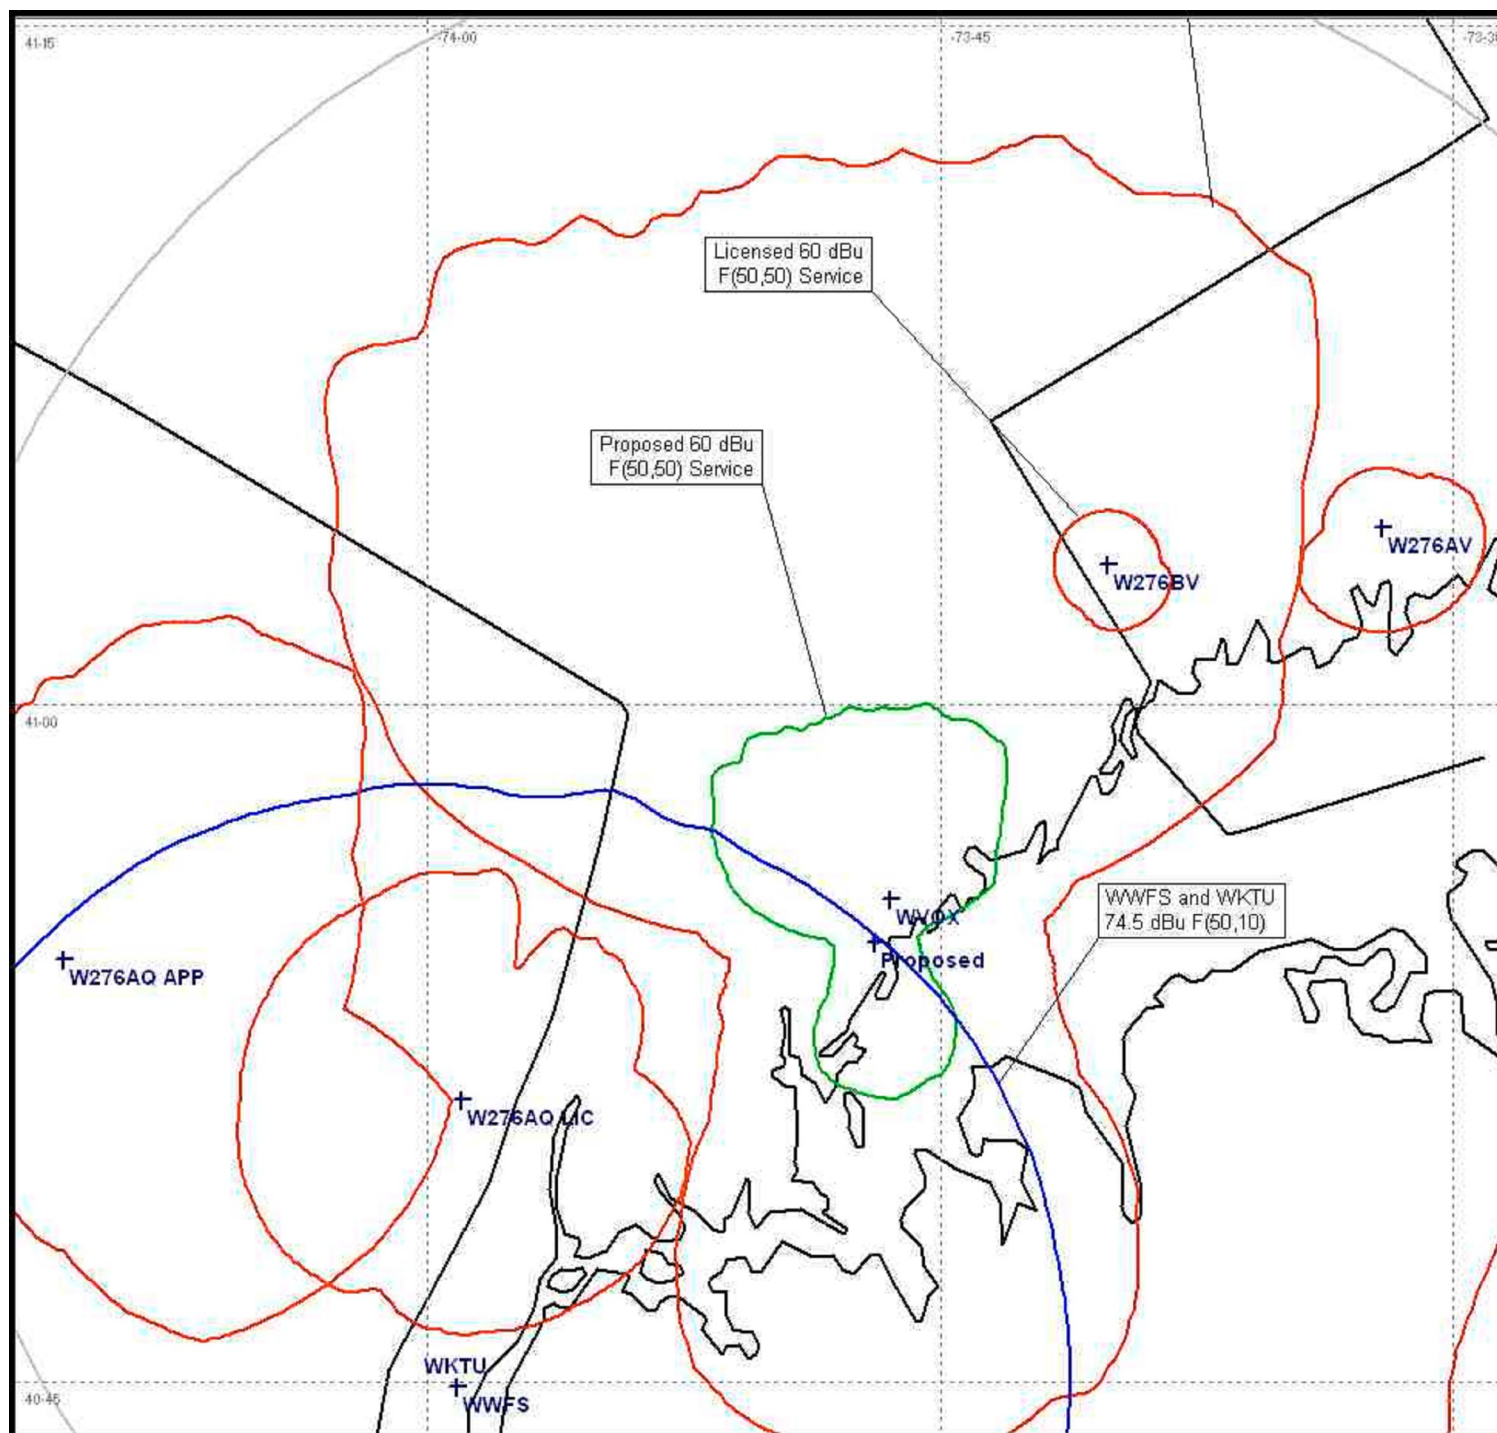 41-15
-74-00
-73-45
Licensed 60 dBu
F(50,50) Service
Proposed 60 dBu
F(50,50) Service
W276AV
W276BV
41-00
WWFS and WKTU
74.5 dBu F(50,10)
WVOX
Proposed
W276AQ APP
W276AQ LIC
WKTU
WWFS
40-45